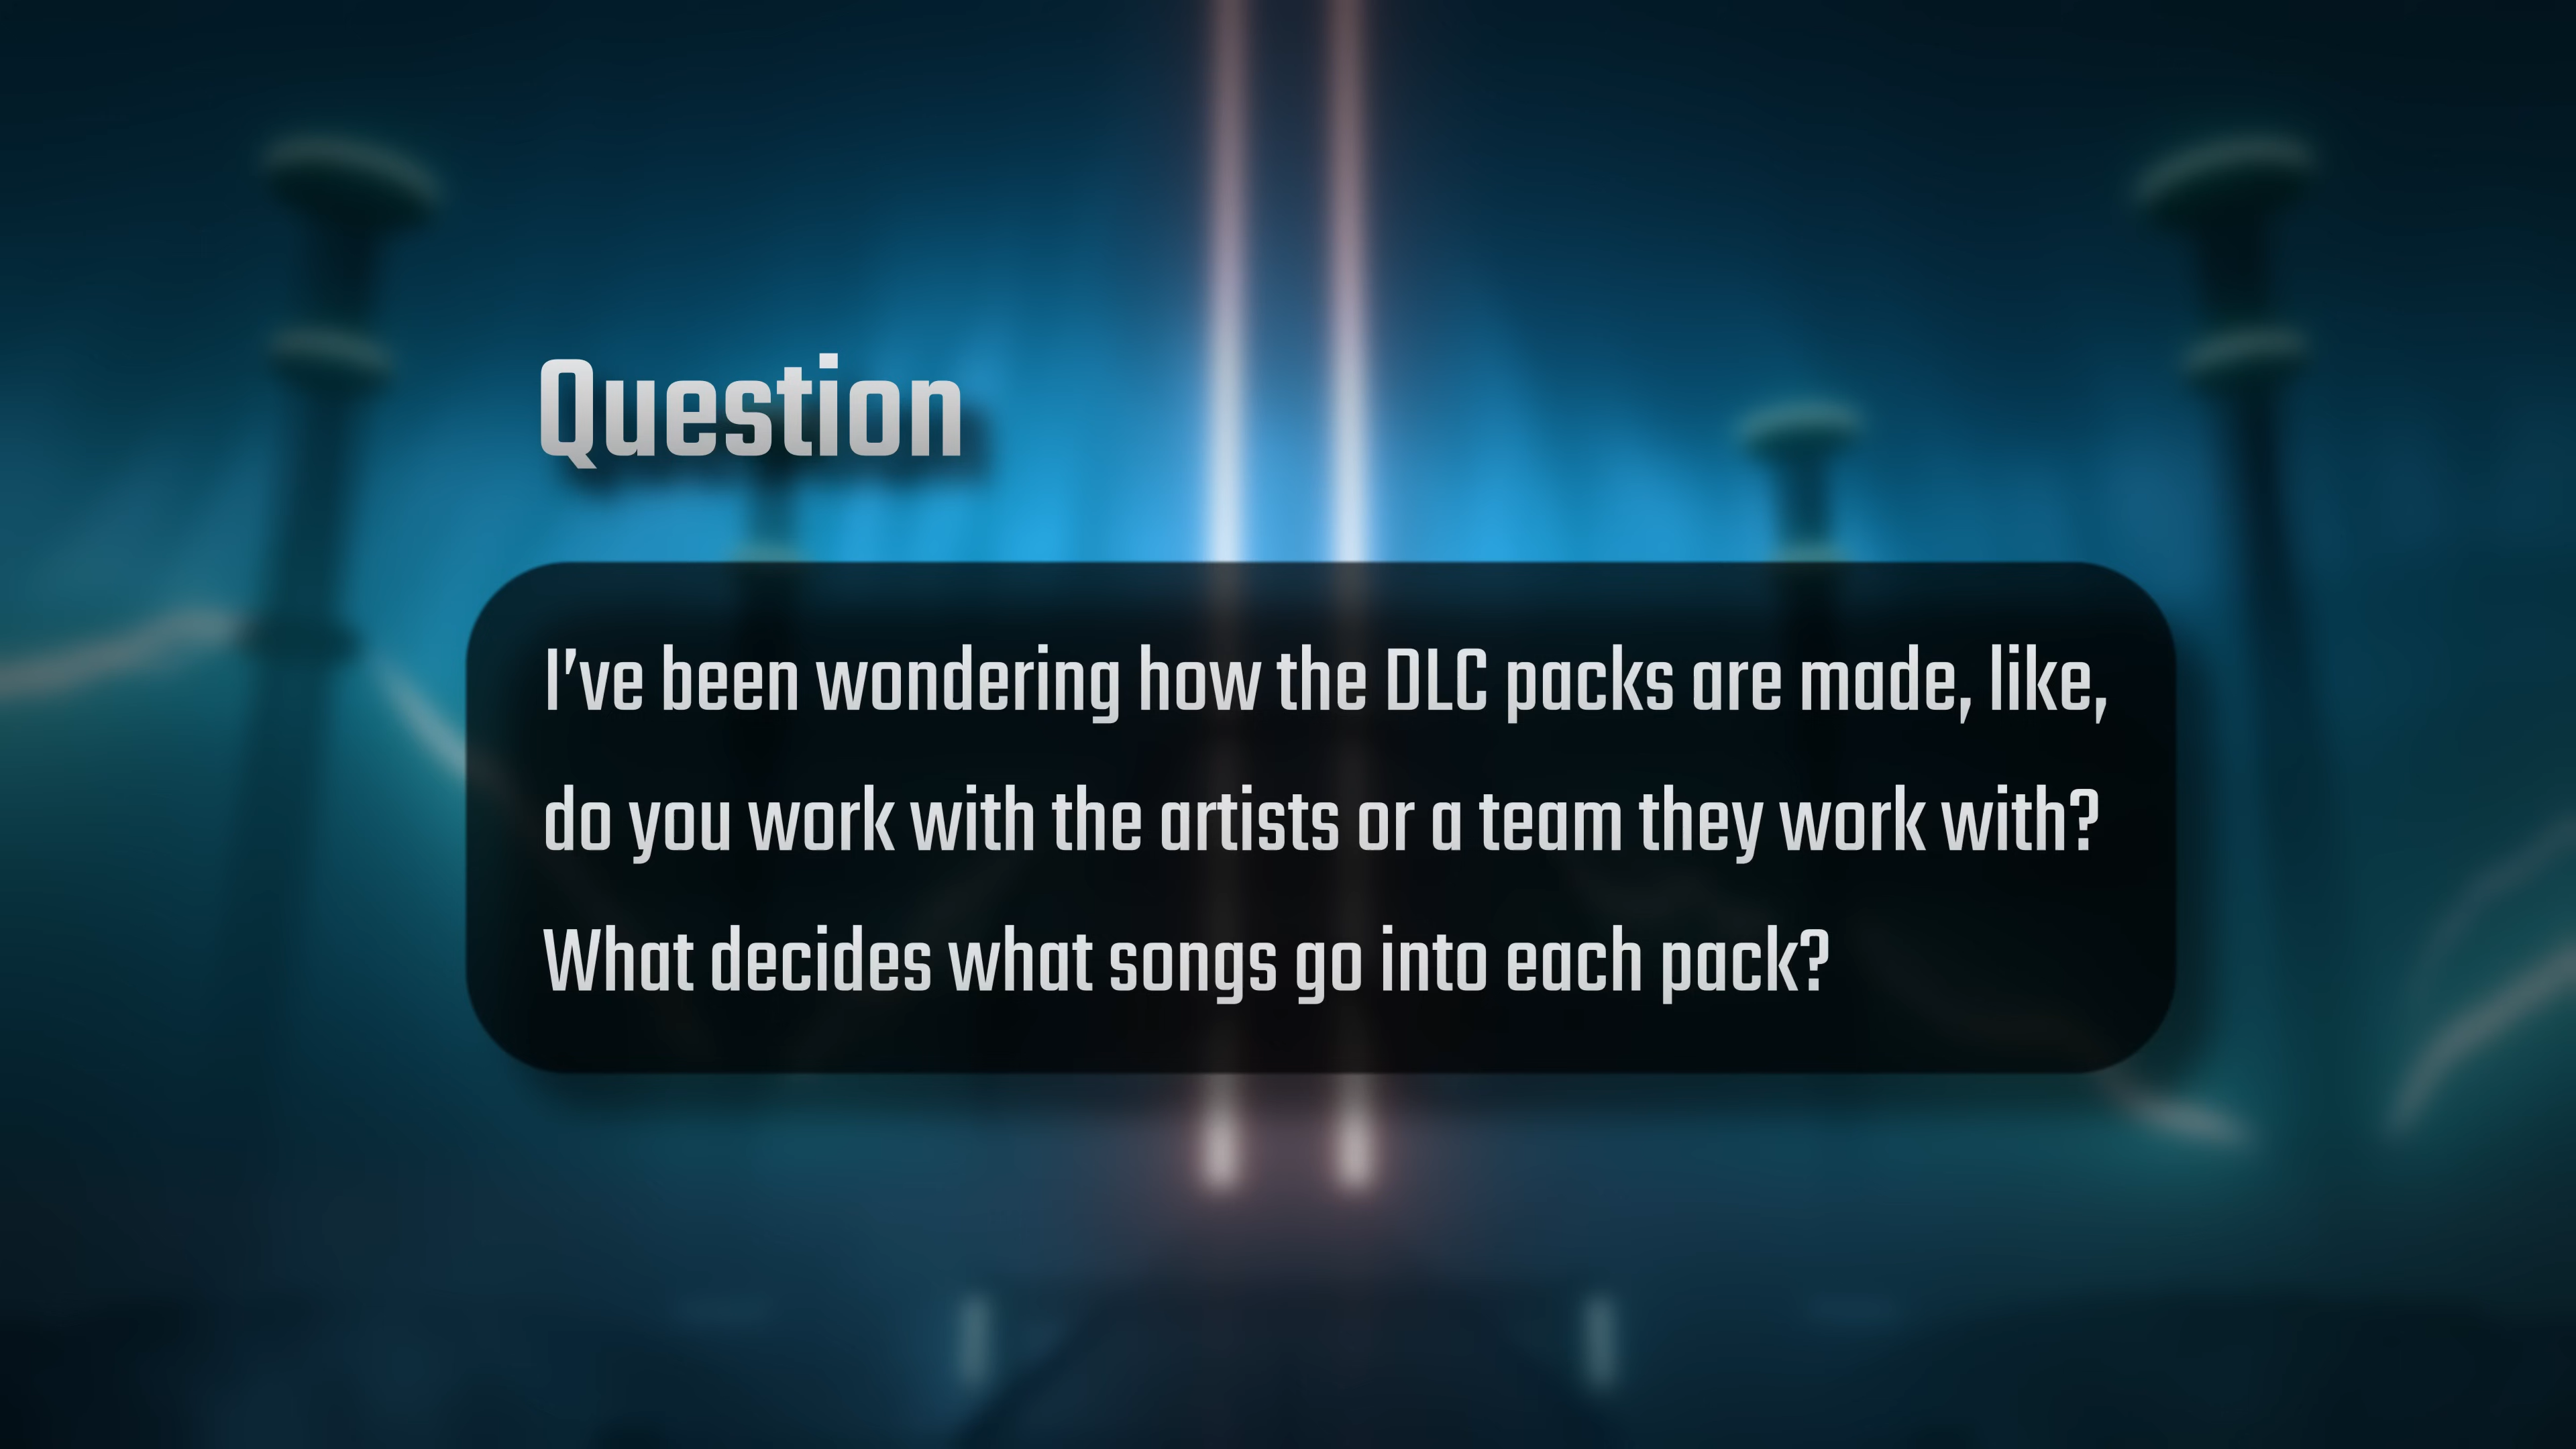 Question
I’ve been wondering how the DLC packs are made, like,
do you work with the artists or a team they work with?
What decides what songs go into each pack?